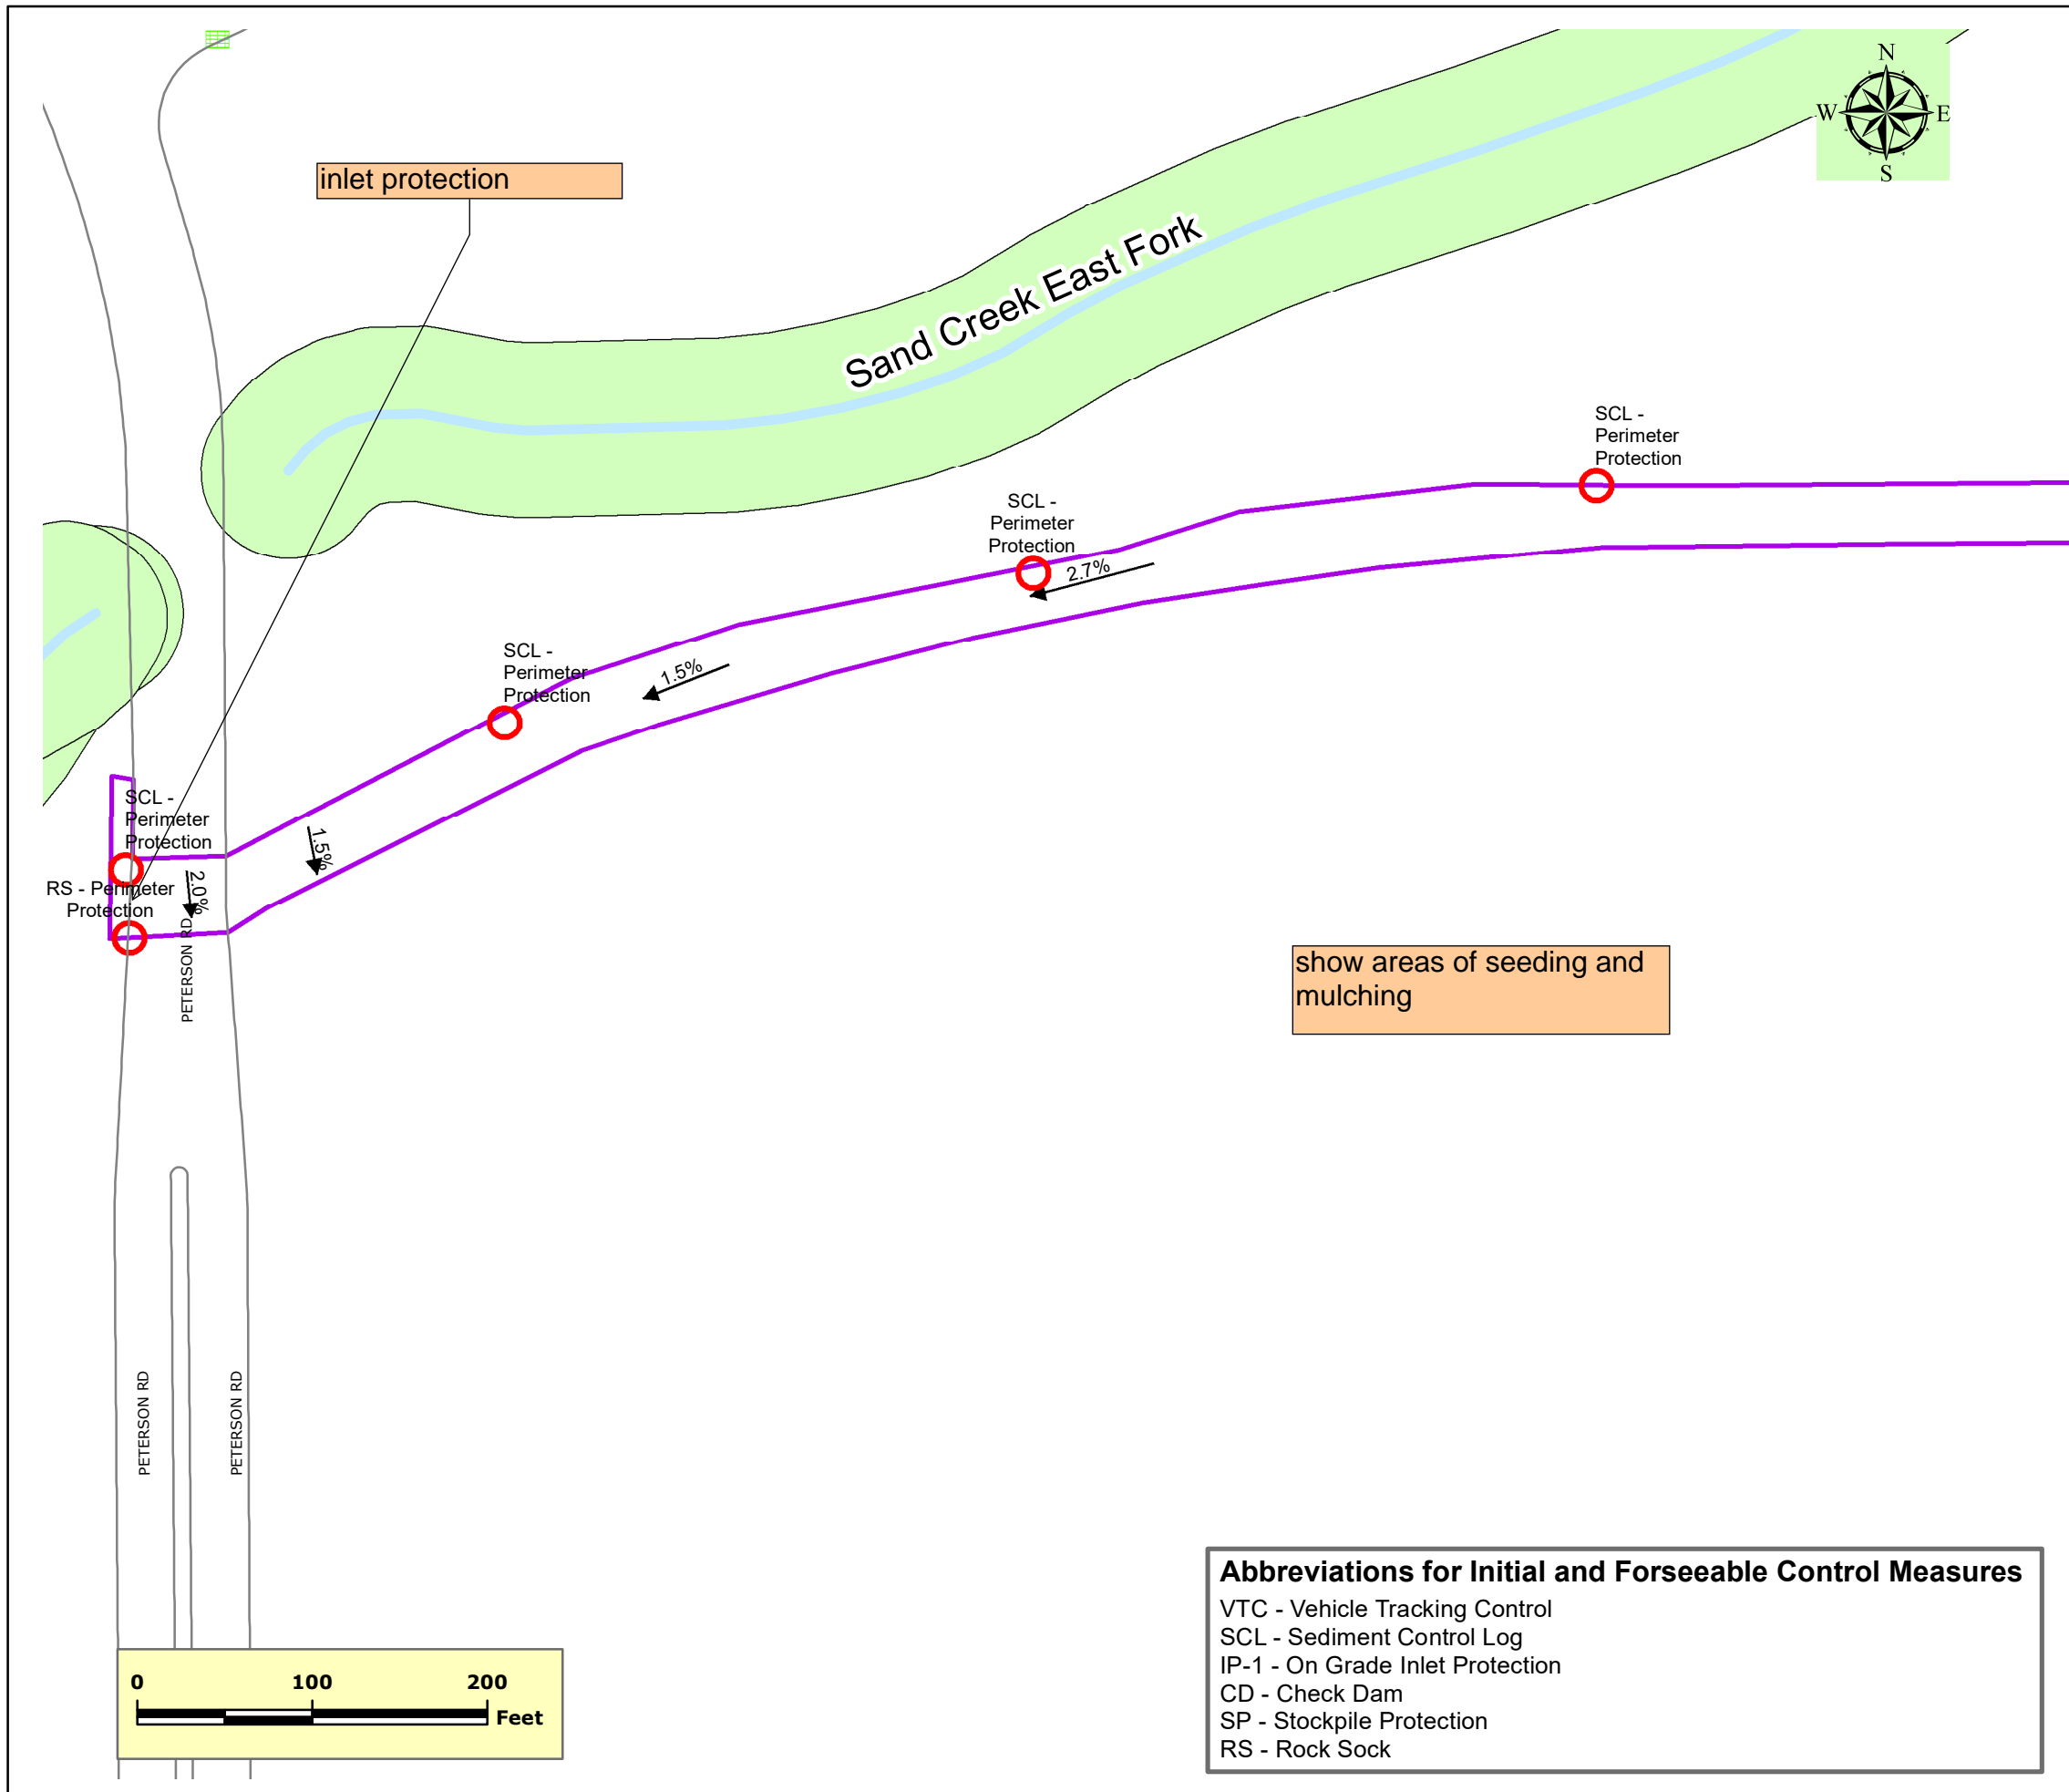 N
W
E
S
inlet protection
Sand Creek East Fork
SCL -
Perimeter
Protection
SCL -
Perimeter
Protection
2.7%
SCL -
Perimeter
Protection
1.5%
SCL -
Perimeter
Protection
1.5%
2.0%
RS - Perimeter
Protection
PETERSON RD
show areas of seeding and
mulching
PETERSON RD
PETERSON RD
Abbreviations for Initial and Forseeable Control Measures
VTC - Vehicle Tracking Control
SCL - Sediment Control Log
IP-1 - On Grade Inlet Protection
CD - Check Dam
SP - Stockpile Protection
RS - Rock Sock
0 100 200
Feet